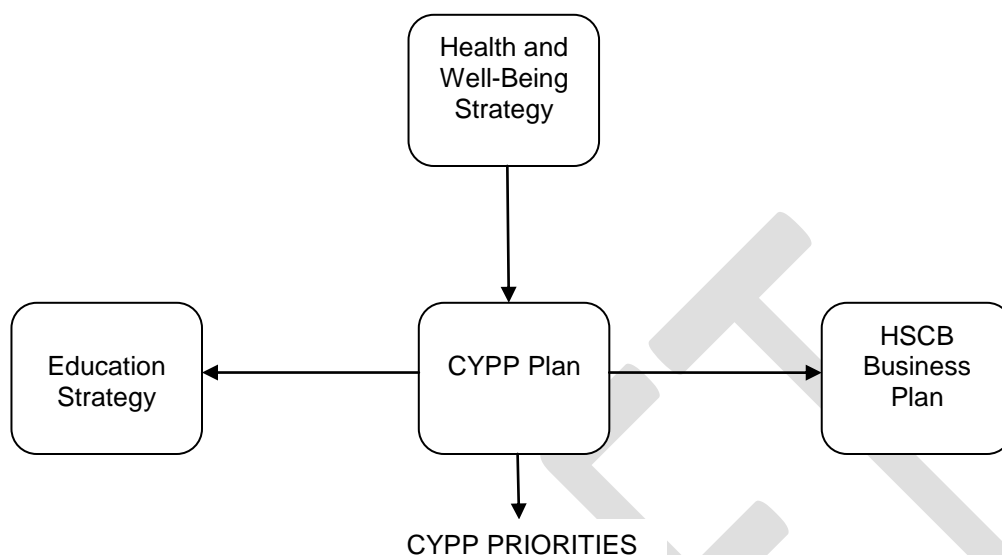 Health and
Well-Being
Strategy
Education
Strategy
CYPP Plan
HSCB
Business
Plan
CYPP PRIORITIES